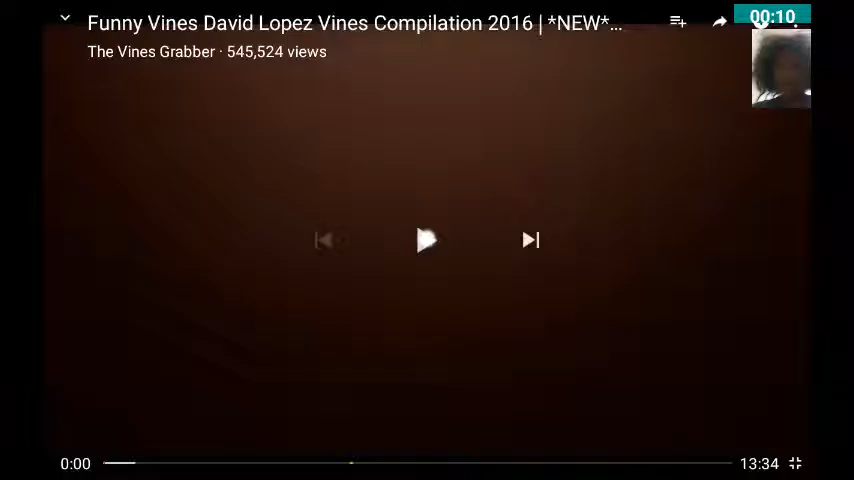 Funny Vines David Lopez Vines Compilation 2016 | *NEW*...
00:10
The Vines Grabber · 545,524 views
0:00
13:34